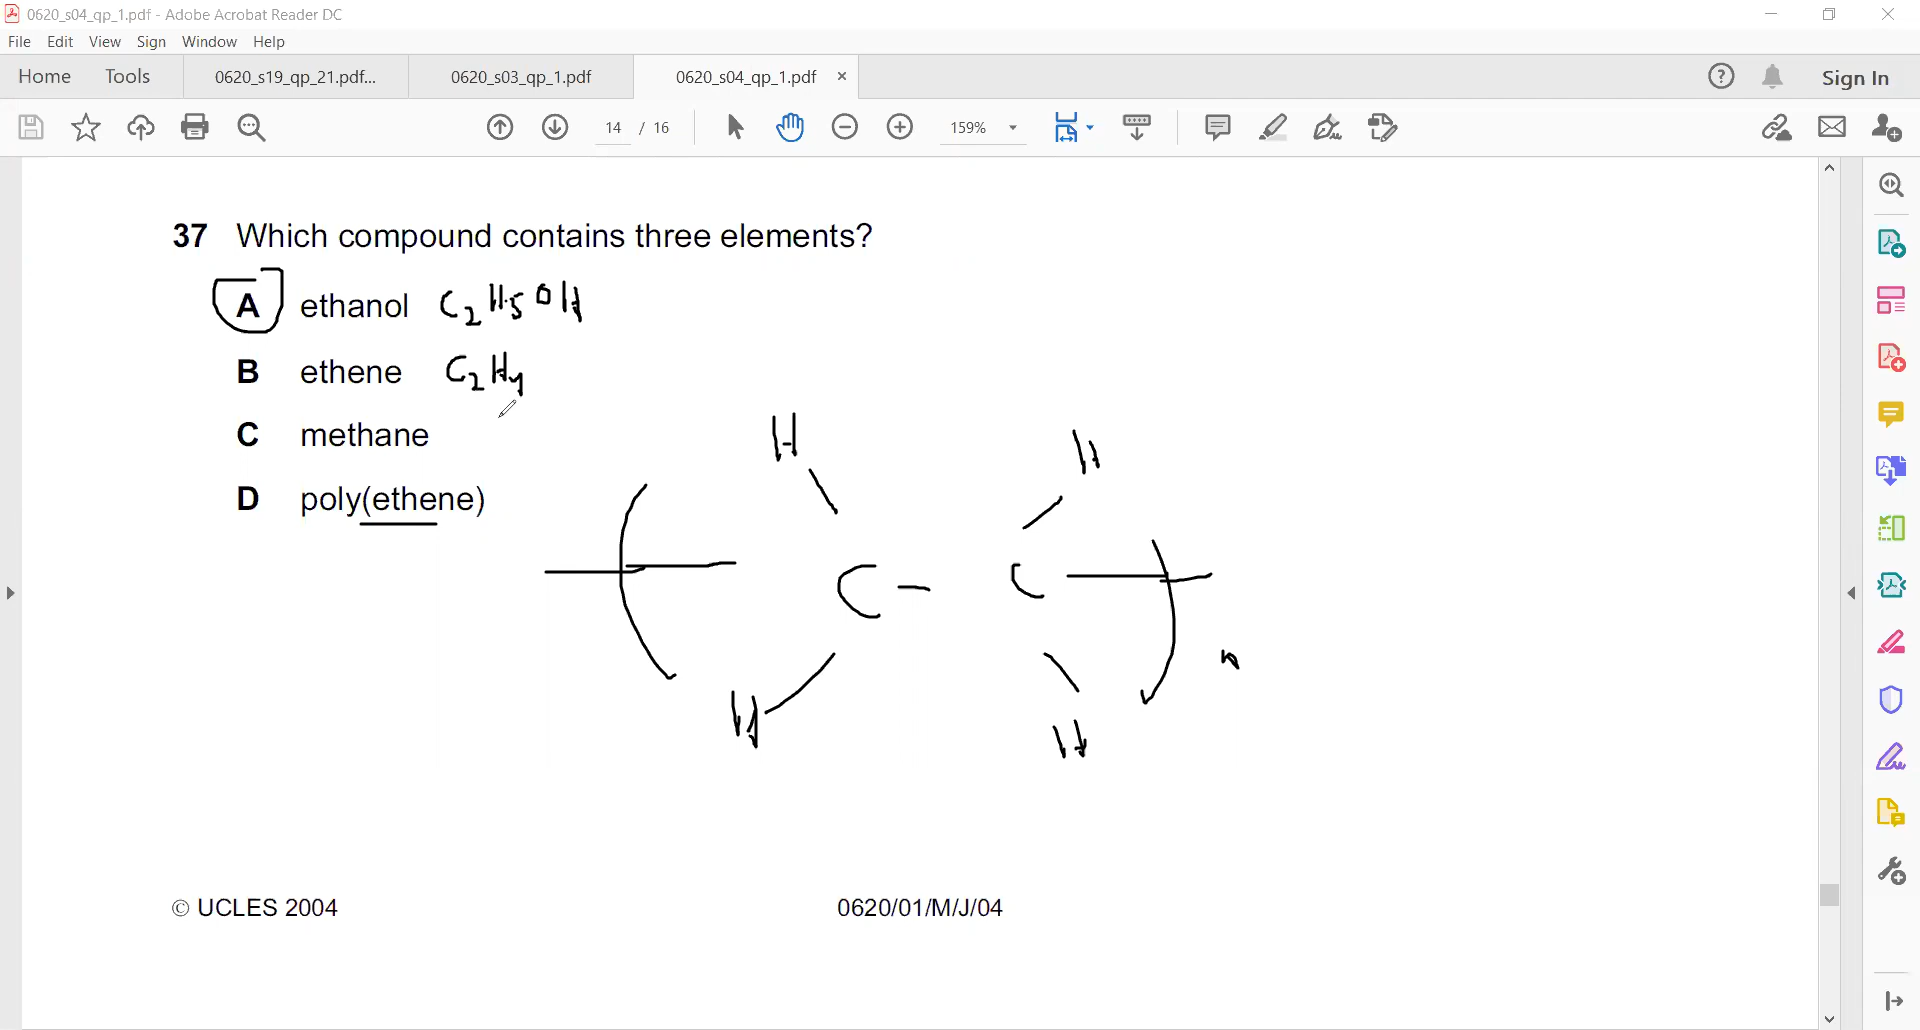 0620_s04_qp_1.pdf - Adobe Acrobat Reader DC
File Edit View Sign Window Help
Home Tools 0620_s19_qp_21.pdf... 0620_s03_qp_1.pdf 0620_s04_qp_1.pdf × Sign In
14 / 16 159%
37 Which compound contains three elements?
A ethanol C2H5OH
B ethene C2H4
C methane
D poly(ethene)
H H
C – C
n
H H
© UCLES 2004 0620/01/M/J/04